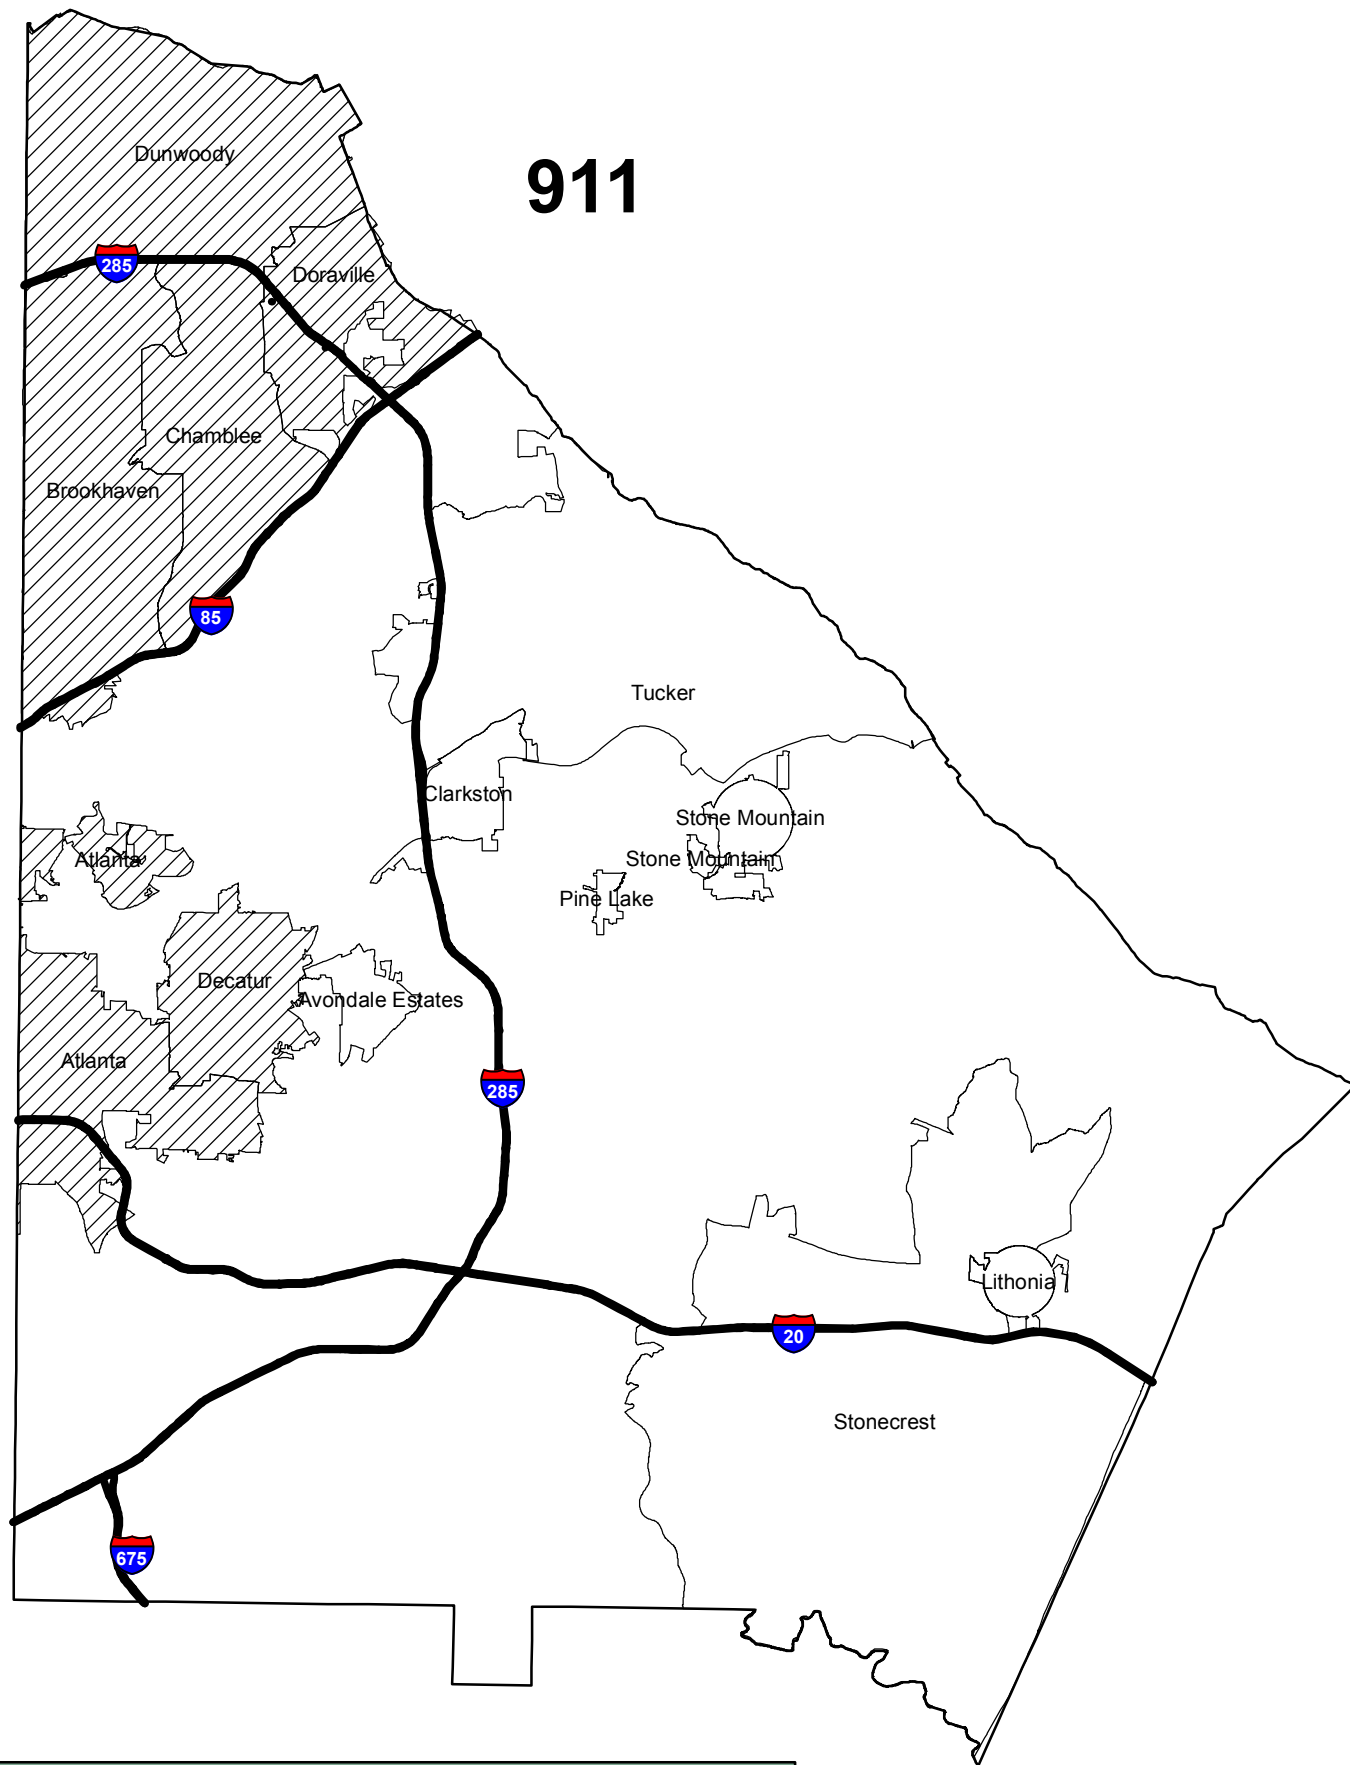 Dunwoody
911
285
Doraville
Chamblee
Brookhaven
85
Tucker
Clarkston
Stone Mountain
Atlanta
Stone Mountain
Pine Lake
Decatur
Avondale Estates
Atlanta
285
Lithonia
20
Stonecrest
675